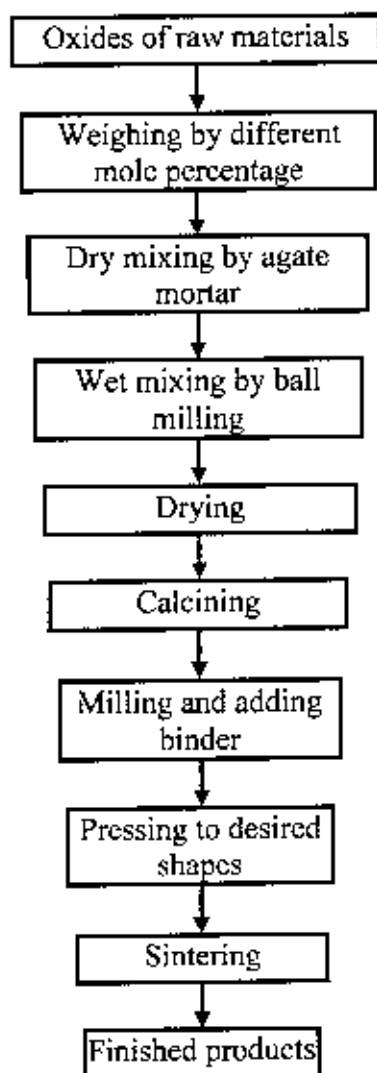 Oxides of raw materials
Weighing by different
mole percentage
Dry mixing by agate
mortar
Wet mixing by ball
milling
Drying
Calcining
Milling and adding
binder
Pressing to desired
shapes
Sintering
Finished products